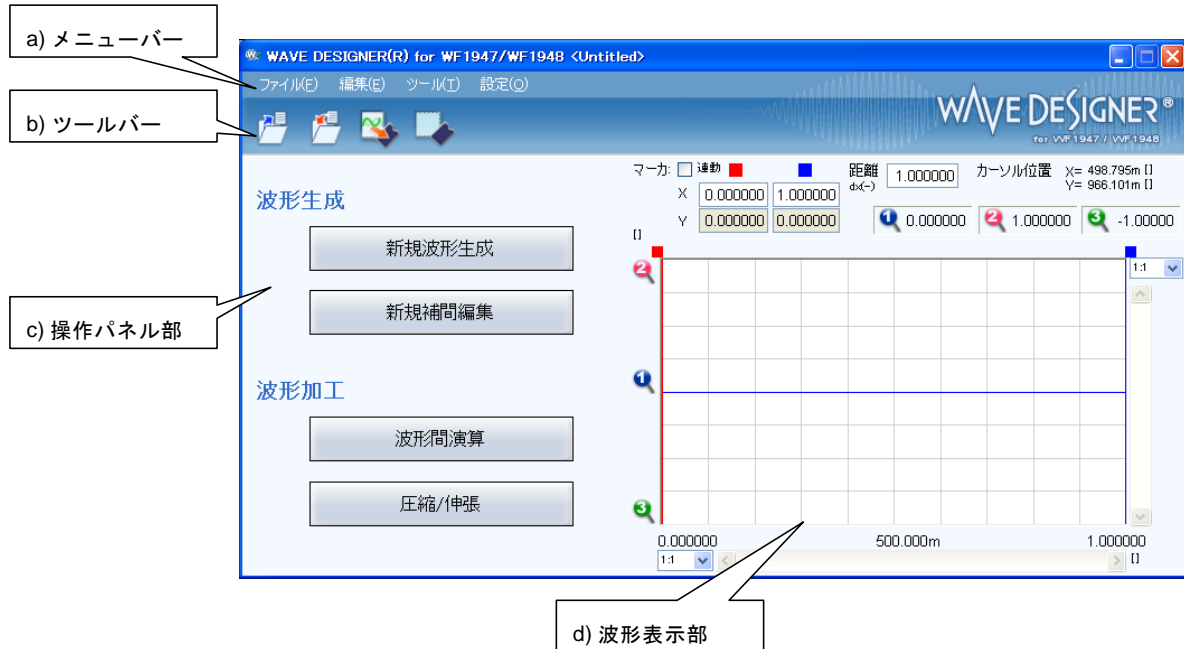 a) メニューバー
b) ツールバー
c) 操作パネル部
d) 波形表示部
WAVE DESIGNER(R) for WF1947/WF1948 <Untitled>
ファイル(F) 編集(E) ツール(T) 設定(O)
WAVE DESIGNER®
for WF1947 / WF1948
波形生成
新規波形生成
新規補間編集
波形加工
波形間演算
圧縮/伸張
マーカ: 連動
距離 1.000000
dx(-)
カーソル位置 X= 498.795m []
Y= 966.101m []
X 0.000000 1.000000
Y 0.000000 0.000000
1 0.000000 2 1.000000 3 -1.00000
[]
2
1:1
1
3
0.000000 500.000m 1.000000
1:1 []